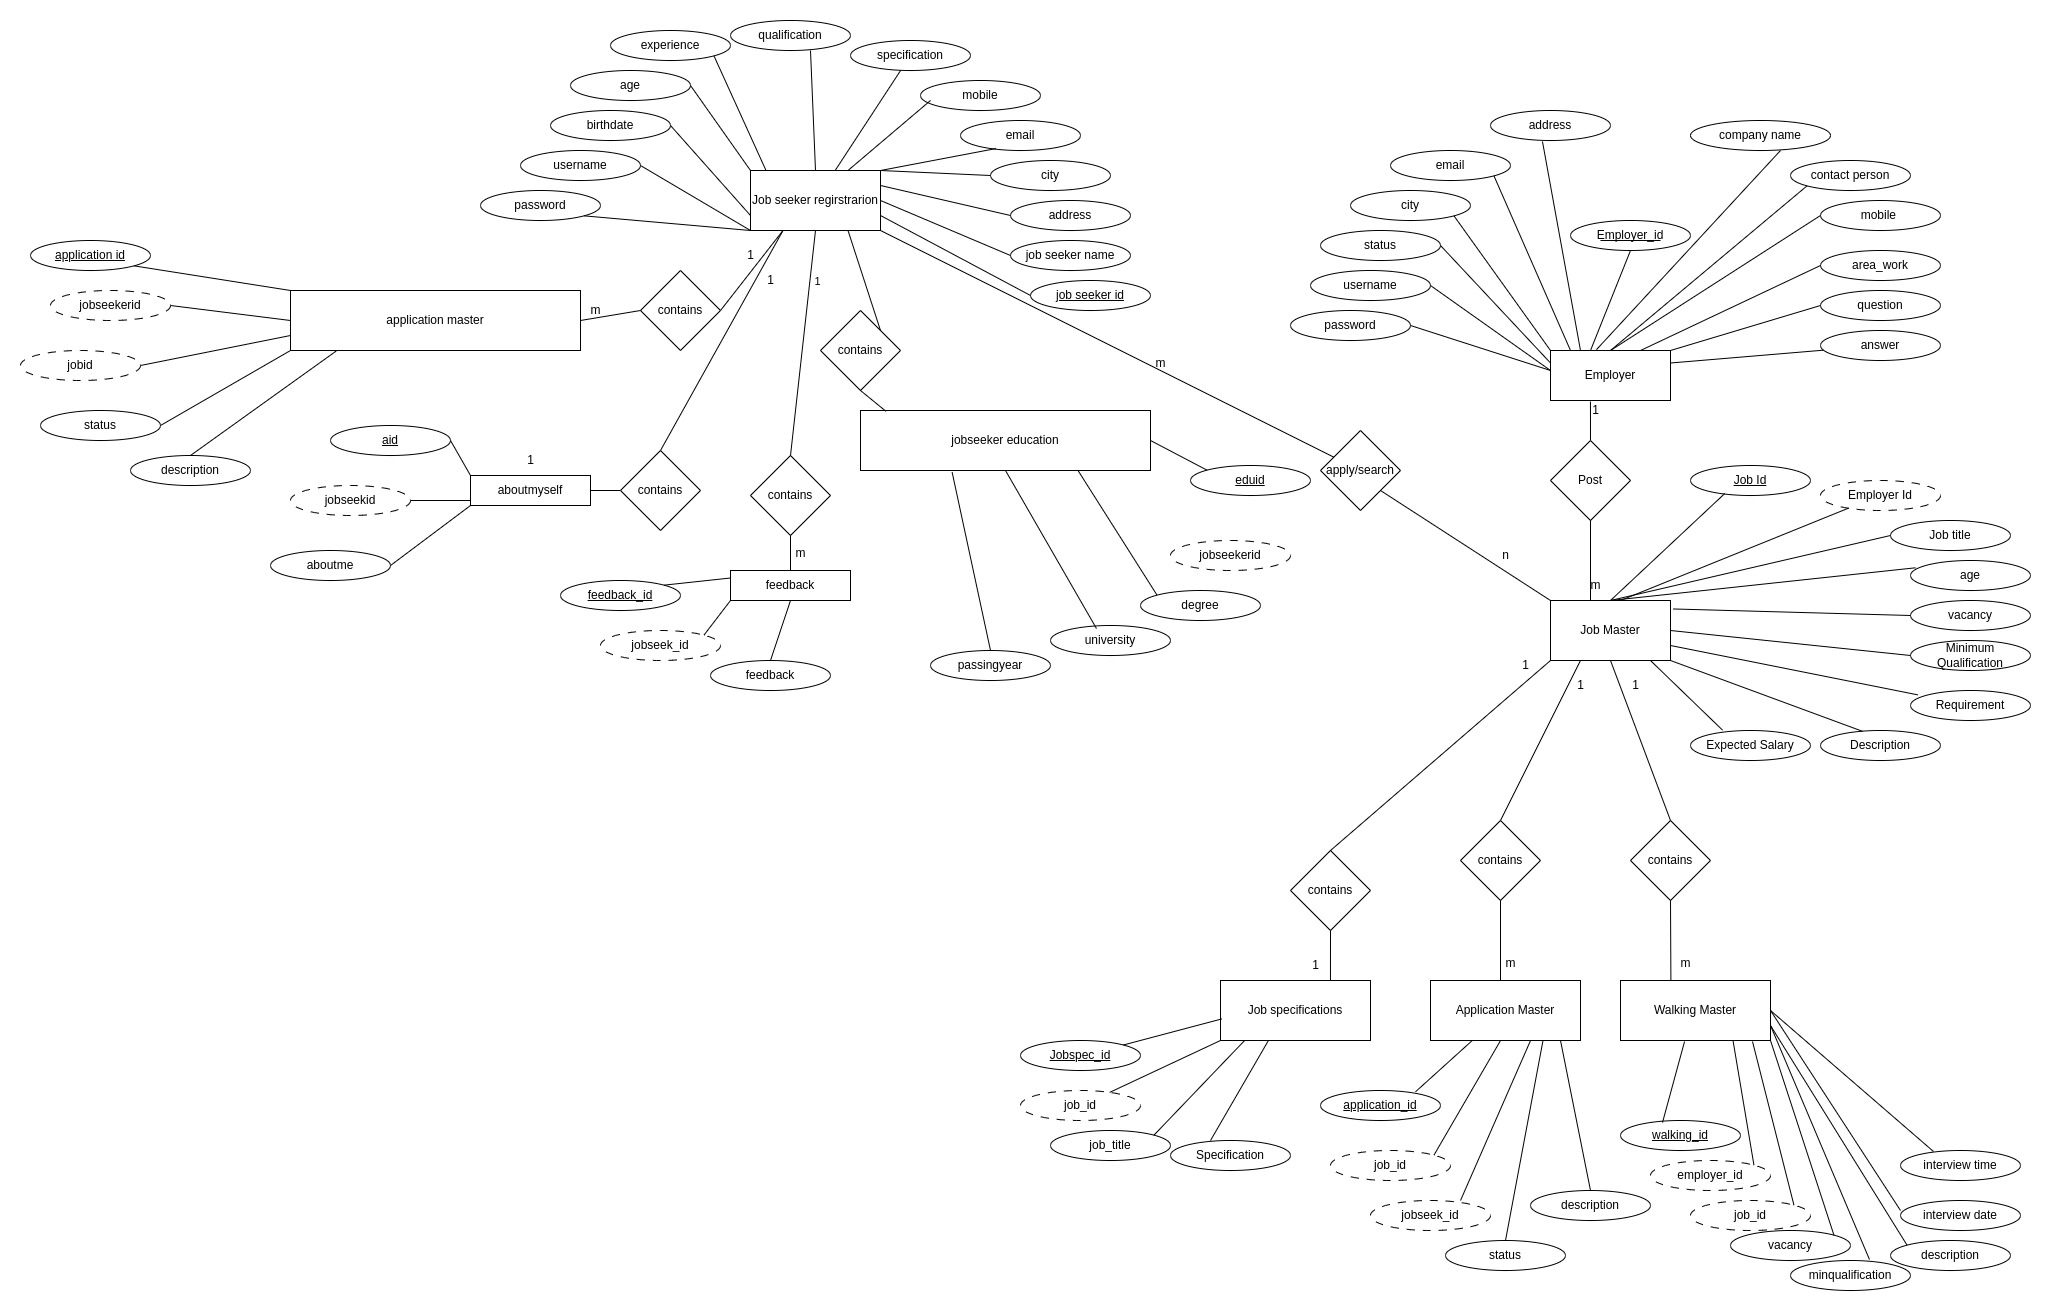 qualification
experience
specification
age
mobile
birthdate
email
username
city
password
Job seeker regirstrarion
address
job seeker name
job seeker id
1
1
1
application id
jobseekerid
application master
m
contains
jobid
status
description
contains
m
aid
1
aboutmyself
contains
jobseekid
aboutme
contains
m
feedback
feedback_id
jobseek_id
feedback
jobseeker education
eduid
jobseekerid
degree
university
passingyear
apply/search
n
address
company name
email
contact person
city
mobile
Employer_id
status
area_work
username
question
password
answer
Employer
1
Post
m
Job Id
Employer Id
Job title
age
vacancy
Job Master
Minimum
Qualification
Requirement
Expected Salary
Description
1
1
1
contains
contains
contains
1
m
m
Job specifications
Application Master
Walking Master
Jobspec_id
job_id
job_title
Specification
application_id
job_id
jobseek_id
status
description
walking_id
employer_id
job_id
vacancy
minqualification
description
interview date
interview time